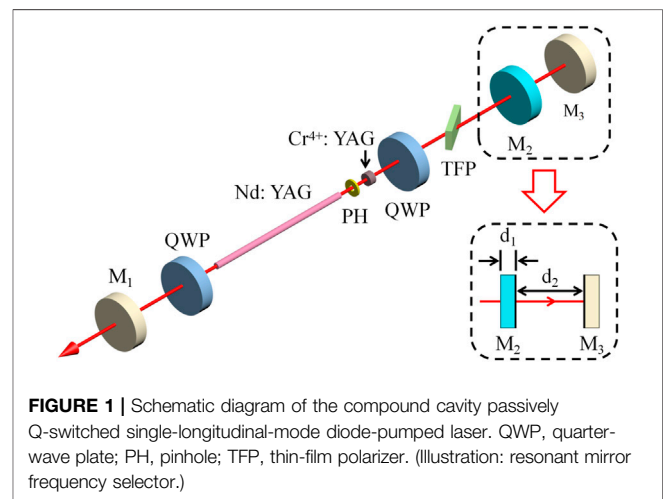 M₃
M₂
TFP
Cr⁴⁺: YAG
QWP
PH
Nd: YAG
QWP
M₁
d₁
d₂
M₂
M₃
FIGURE 1 | Schematic diagram of the compound cavity passively
Q-switched single-longitudinal-mode diode-pumped laser. QWP, quarter-
wave plate; PH, pinhole; TFP, thin-film polarizer. (Illustration: resonant mirror
frequency selector.)